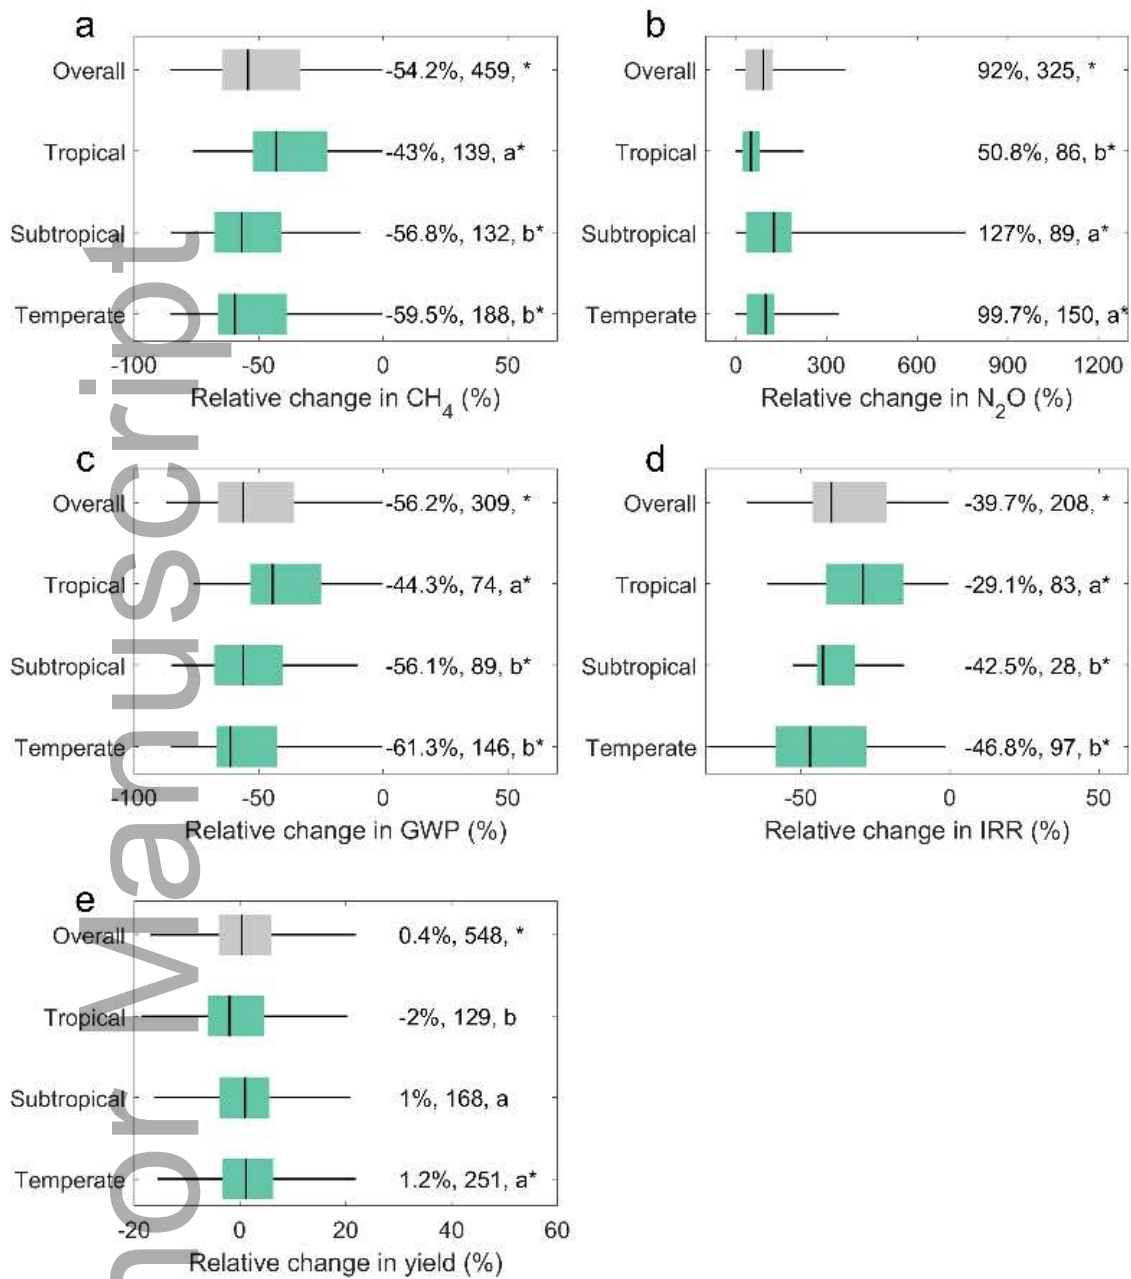 a
Overall
-54.2%, 459, *
Tropical
-43%, 139, a*
Subtropical
-56.8%, 132, b*
Temperate
-59.5%, 188, b*
-100 -50 0 50
Relative change in CH4 (%)
b
Overall
92%, 325, *
Tropical
50.8%, 86, b*
Subtropical
127%, 89, a*
Temperate
99.7%, 150, a*
0 300 600 900 1200
Relative change in N2O (%)
c
Overall
-56.2%, 309, *
Tropical
-44.3%, 74, a*
Subtropical
-56.1%, 89, b*
Temperate
-61.3%, 146, b*
-100 -50 0 50
Relative change in GWP (%)
d
Overall
-39.7%, 208, *
Tropical
-29.1%, 83, a*
Subtropical
-42.5%, 28, b*
Temperate
-46.8%, 97, b*
-50 0 50
Relative change in IRR (%)
e
Overall
0.4%, 548, *
Tropical
-2%, 129, b
Subtropical
1%, 168, a
Temperate
1.2%, 251, a*
-20 0 20 40 60
Relative change in yield (%)
hor Manuscript